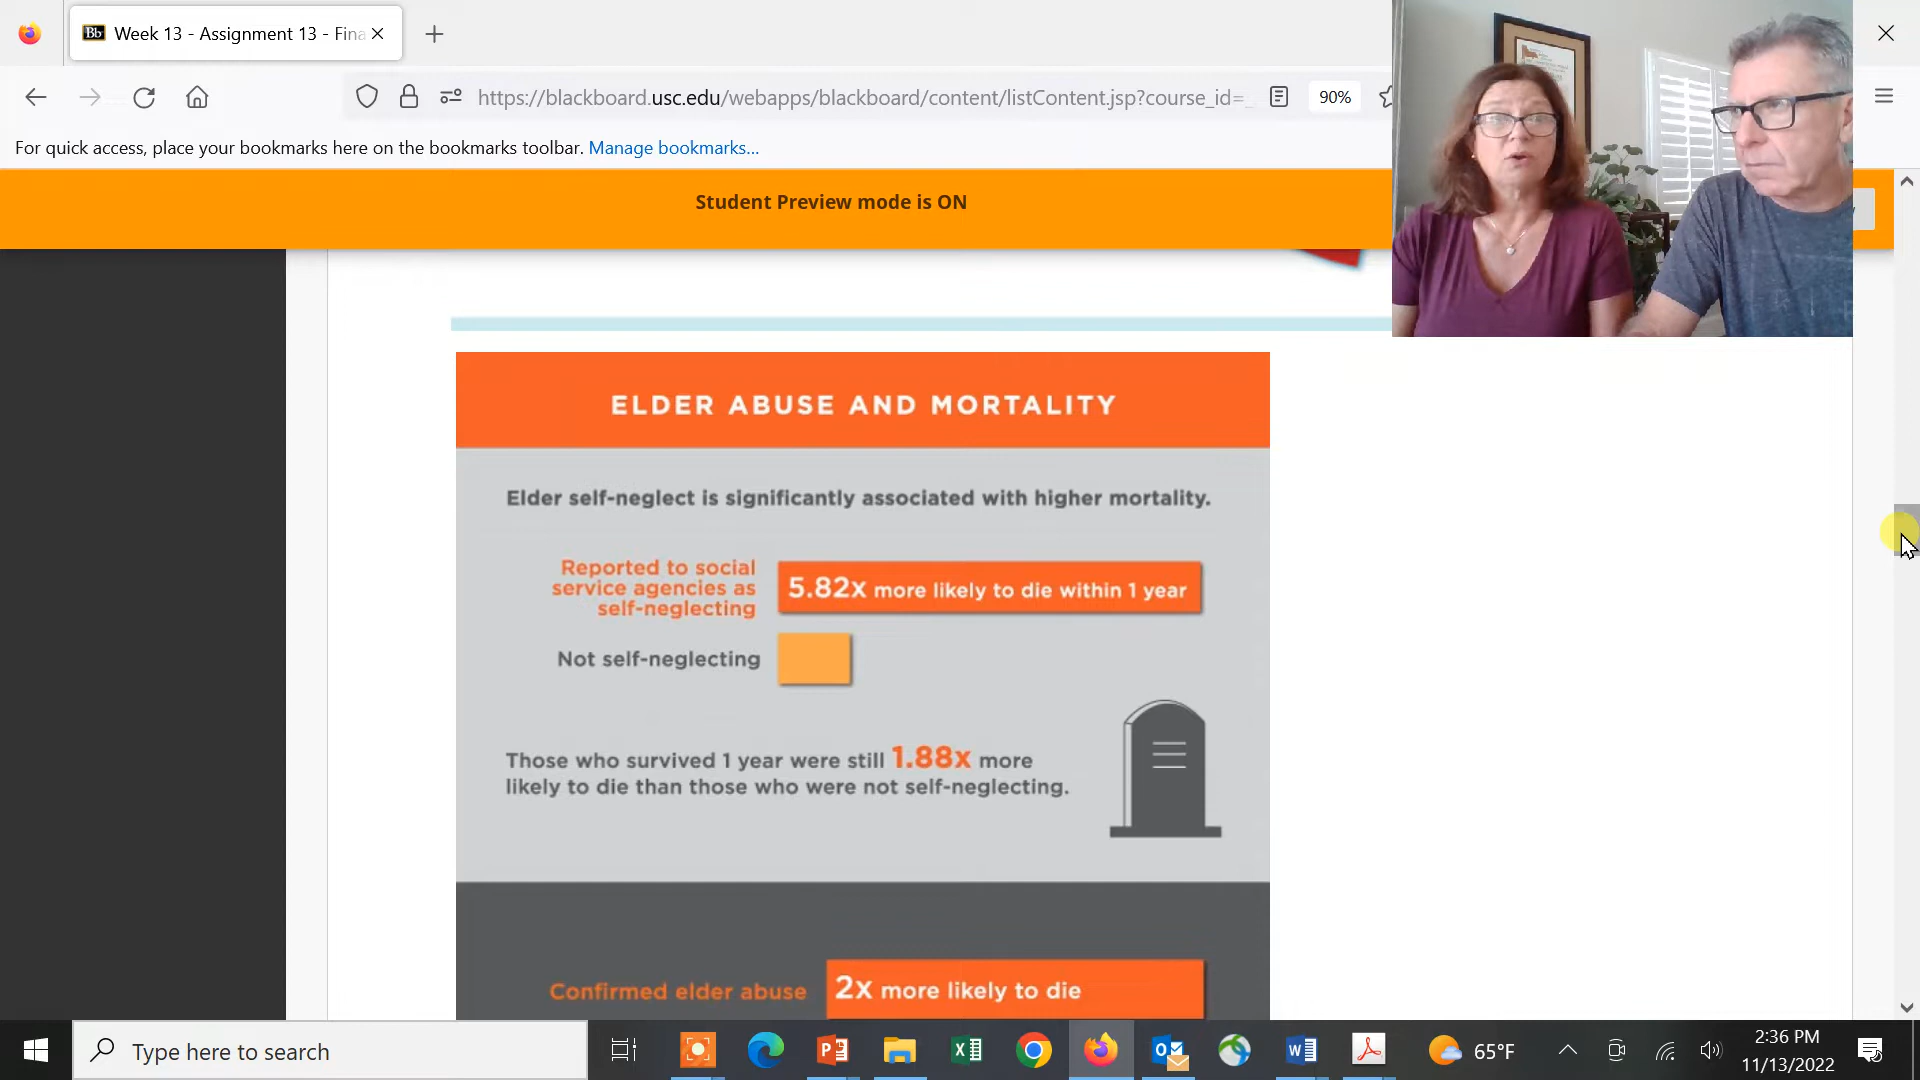 Bb Week 13 - Assignment 13 - Fina
https://blackboard.usc.edu/webapps/blackboard/content/listContent.jsp?course_id=_
90%
For quick access, place your bookmarks here on the bookmarks toolbar. Manage bookmarks...
Student Preview mode is ON
ELDER ABUSE AND MORTALITY
Elder self-neglect is significantly associated with higher mortality.
Reported to social
service agencies as
self-neglecting
5.82x more likely to die within 1 year
Not self-neglecting
Those who survived 1 year were still 1.88x more
likely to die than those who were not self-neglecting.
Confirmed elder abuse
2x more likely to die
Type here to search
65°F
2:36 PM
11/13/2022